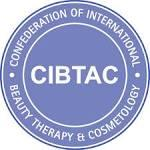 CONFEDERATION OF INTERNATIONAL
CIBTAC
BEAUTY THERAPY & COSMETOLOGY